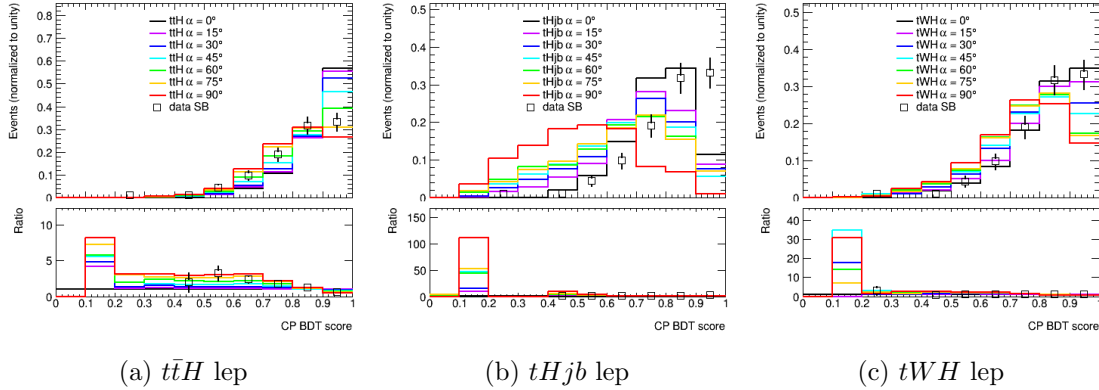 Events (normalized to unity)
0.8
0.7
0.6
0.5
0.4
0.3
0.2
0.1
0
ttH α = 0°
ttH α = 15°
ttH α = 30°
ttH α = 45°
ttH α = 60°
ttH α = 75°
ttH α = 90°
data SB
Ratio
10
5
0
0 0.1 0.2 0.3 0.4 0.5 0.6 0.7 0.8 0.9 1
CP BDT score
(a) tt̄H lep
Events (normalized to unity)
0.5
0.4
0.3
0.2
0.1
0
tHjb α = 0°
tHjb α = 15°
tHjb α = 30°
tHjb α = 45°
tHjb α = 60°
tHjb α = 75°
tHjb α = 90°
data SB
Ratio
150
100
50
0
0 0.1 0.2 0.3 0.4 0.5 0.6 0.7 0.8 0.9 1
CP BDT score
(b) tHjb lep
Events (normalized to unity)
0.5
0.4
0.3
0.2
0.1
0
tWH α = 0°
tWH α = 15°
tWH α = 30°
tWH α = 45°
tWH α = 60°
tWH α = 75°
tWH α = 90°
data SB
Ratio
40
30
20
10
0
0 0.1 0.2 0.3 0.4 0.5 0.6 0.7 0.8 0.9 1
CP BDT score
(c) tWH lep